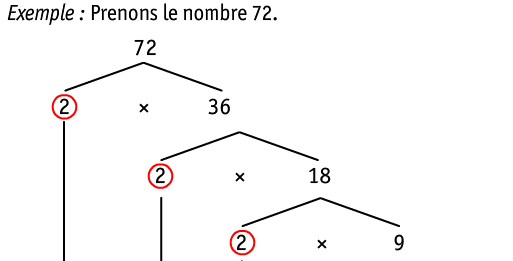 Exemple : Prenons le nombre 72.
72
2 × 36
2 × 18
2 × 9